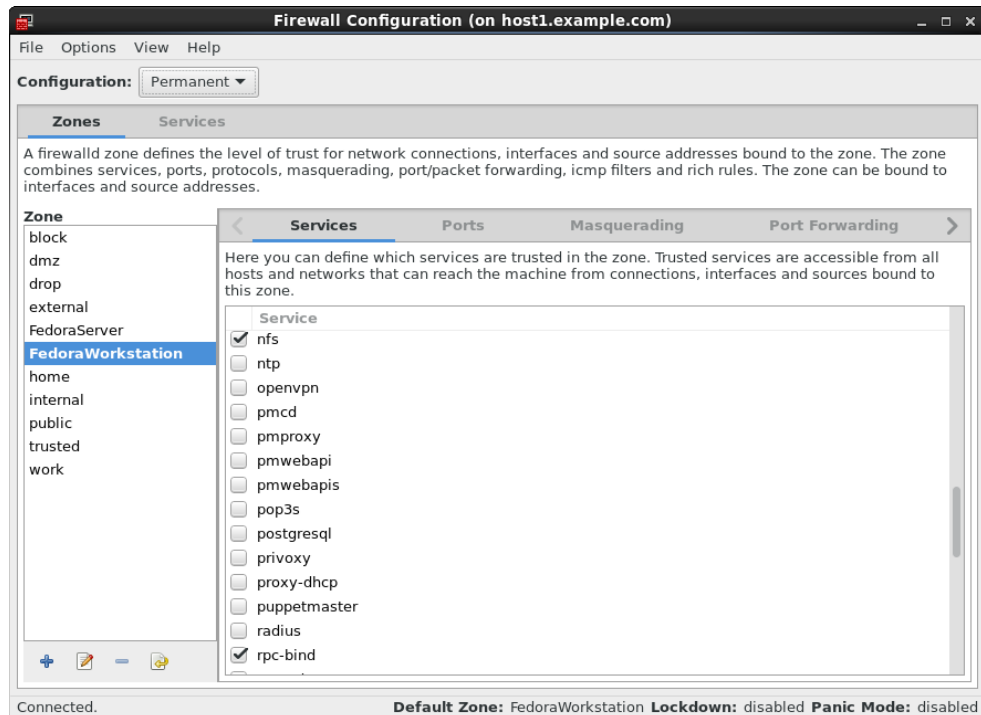 Firewall Configuration (on host1.example.com)
File Options View Help
Configuration: Permanent
Zones Services
A firewalld zone defines the level of trust for network connections, interfaces and source addresses bound to the zone. The zone
combines services, ports, protocols, masquerading, port/packet forwarding, icmp filters and rich rules. The zone can be bound to
interfaces and source addresses.
Zone
block
dmz
drop
external
FedoraServer
FedoraWorkstation
home
internal
public
trusted
work
Services Ports Masquerading Port Forwarding
Here you can define which services are trusted in the zone. Trusted services are accessible from all
hosts and networks that can reach the machine from connections, interfaces and sources bound to
this zone.
Service
nfs
ntp
openvpn
pmcd
pmproxy
pmwebapi
pmwebapis
pop3s
postgresql
privoxy
proxy-dhcp
puppetmaster
radius
rpc-bind
Connected.
Default Zone: FedoraWorkstation Lockdown: disabled Panic Mode: disabled